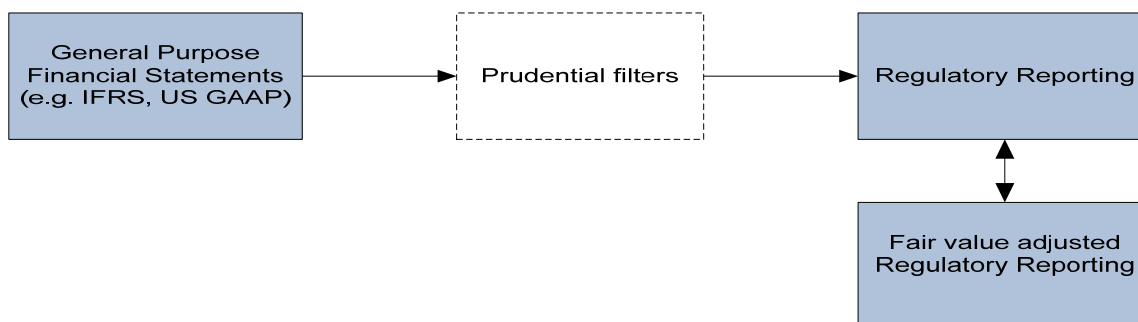 General Purpose
Financial Statements
(e.g. IFRS, US GAAP)
Prudential filters
Regulatory Reporting
Fair value adjusted
Regulatory Reporting